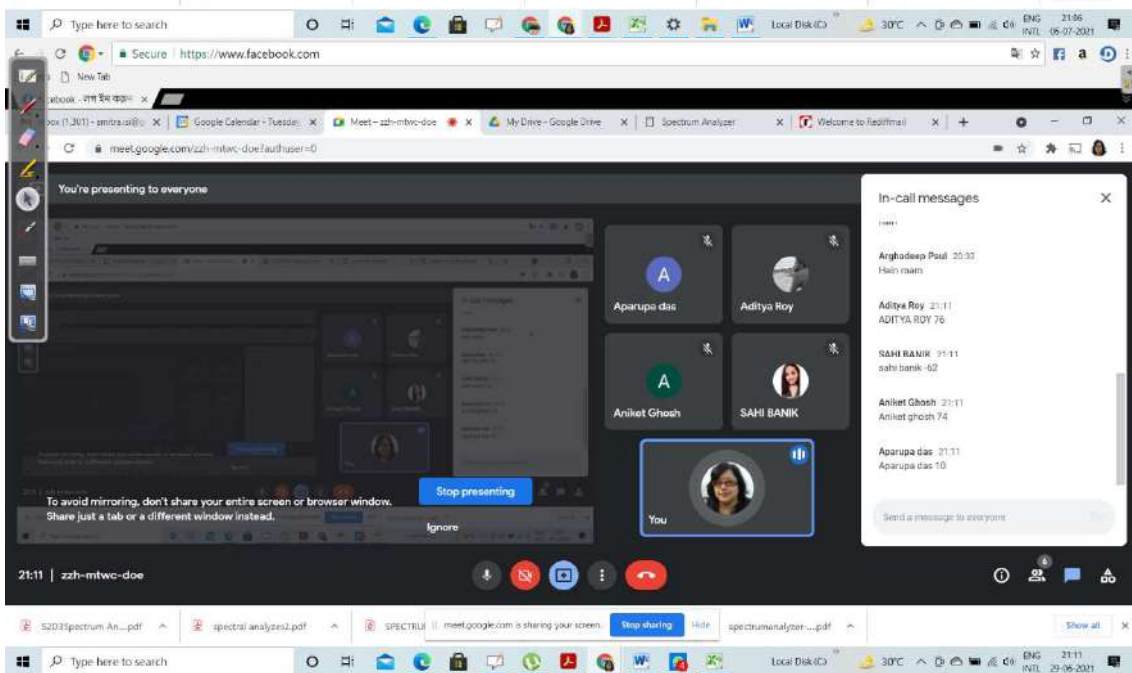 Type here to search
Local Disk (C:)
30°C
ENG
INTL
21:06
06-07-2021
Secure
https://www.facebook.com
New Tab
Google Calendar - Tuesday
Meet – zzh-mtwc-doe
My Drive - Google Drive
Spectrum Analyzer
Welcome to Rediffmail
meet.google.com/zzh-mtwc-doe?authuser=0
You're presenting to everyone
In-call messages
Arghadeep Paul 20:30
Hain mam
Aparupa das
Aditya Roy
Aditya Roy 21:11
ADITYA ROY 76
SAHI BANIK 21:11
sahi banik -62
Aniket Ghosh
SAHI BANIK
Aniket Ghosh 21:11
Aniket ghosh 74
Aparupa das 21:11
Aparupa das 10
To avoid mirroring, don't share your entire screen or browser window.
Share just a tab or a different window instead.
Stop presenting
Ignore
You
Send a message to everyone
21:11 | zzh-mtwc-doe
6
S2D3Spectrum An....pdf
spectral analyzes2.pdf
SPECTRU
meet.google.com is sharing your screen.
Stop sharing
Hide
spectrumanalyzer-....pdf
Show all
Type here to search
Local Disk (C:)
30°C
ENG
INTL
21:11
29-06-2021